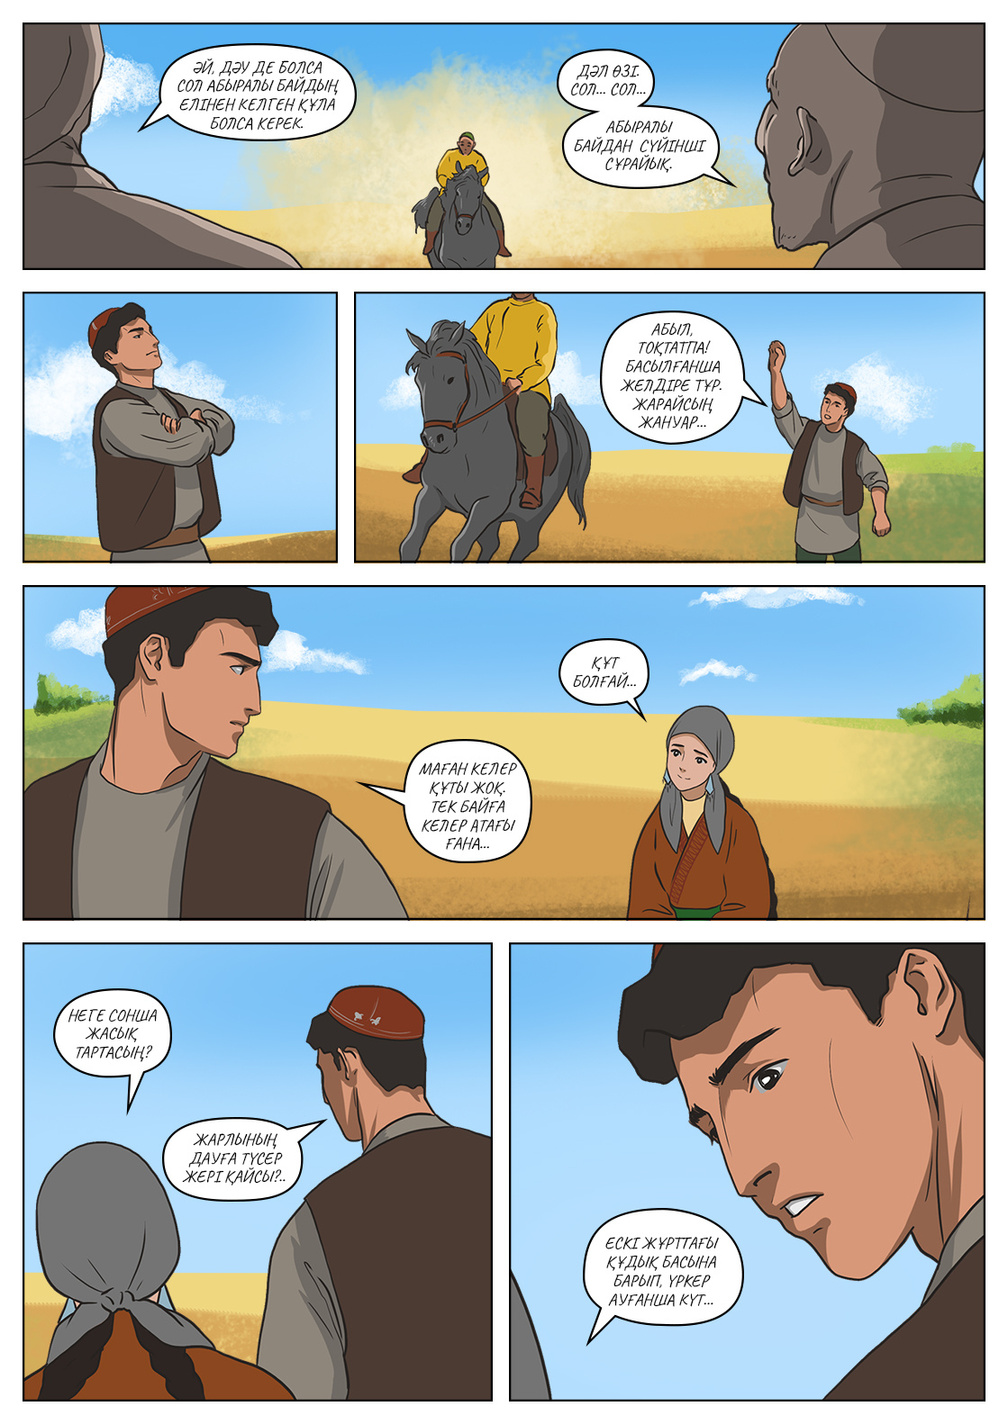 ӘЙ, ДӘУ ДЕ БОЛСА
СОЛ АБЫРАЛЫ БАЙДЫҢ
ЕЛІНЕН КЕЛГЕН ҚҰЛА
БОЛСА КЕРЕК.
ДӘЛ ӨЗІ.
СОЛ... СОЛ...
АБЫРАЛЫ
БАЙДАН СҮЙІНШІ
СҰРАЙЫҚ.
АБЫЛ,
ТОҚТАТПА!
БАСЫЛҒАНША
ЖЕЛДІРЕ ТҰР.
ЖАРАЙСЫҢ
ЖАНУАР...
ҚҰТ
БОЛҒАЙ...
МАҒАН КЕЛЕР
ҚҰТЫ ЖОҚ.
ТЕК БАЙҒА
КЕЛЕР АТАҒЫ
ҒАНА...
НЕГЕ СОНША
ЖАСЫҚ
ТАРТАСЫҢ?
ЖАРЛЫНЫҢ
ДАУҒА ТҮСЕР
ЖЕРІ ҚАЙСЫ?..
ЕСКІ ЖҰРТТАҒЫ
ҚҰДЫҚ БАСЫНА
БАРЫП, ҮРКЕР
АУҒАНША КҮТ...